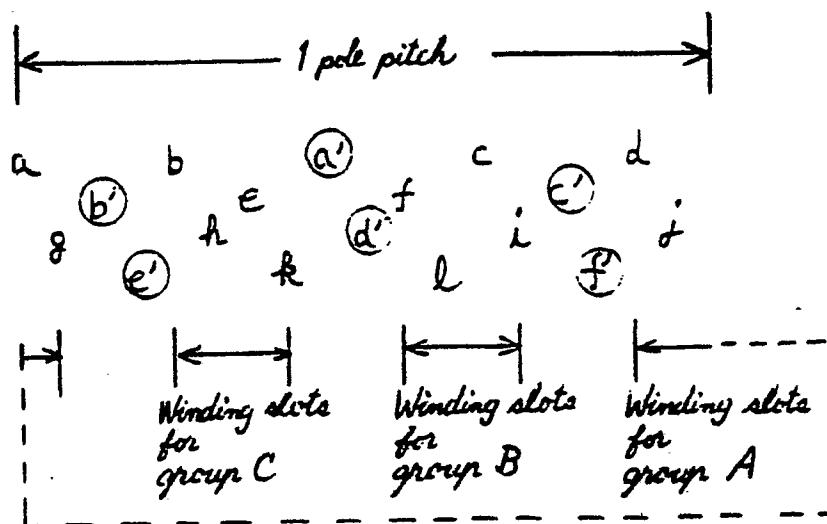 1 pole pitch
a b a' c d
b' e f c'
g h d' i j
e' k l f'
Winding slots for group C
Winding slots for group B
Winding slots for group A